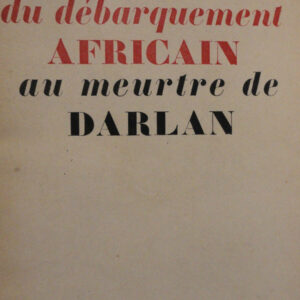 du débarquement
AFRICAIN
au meurtre de
DARLAN